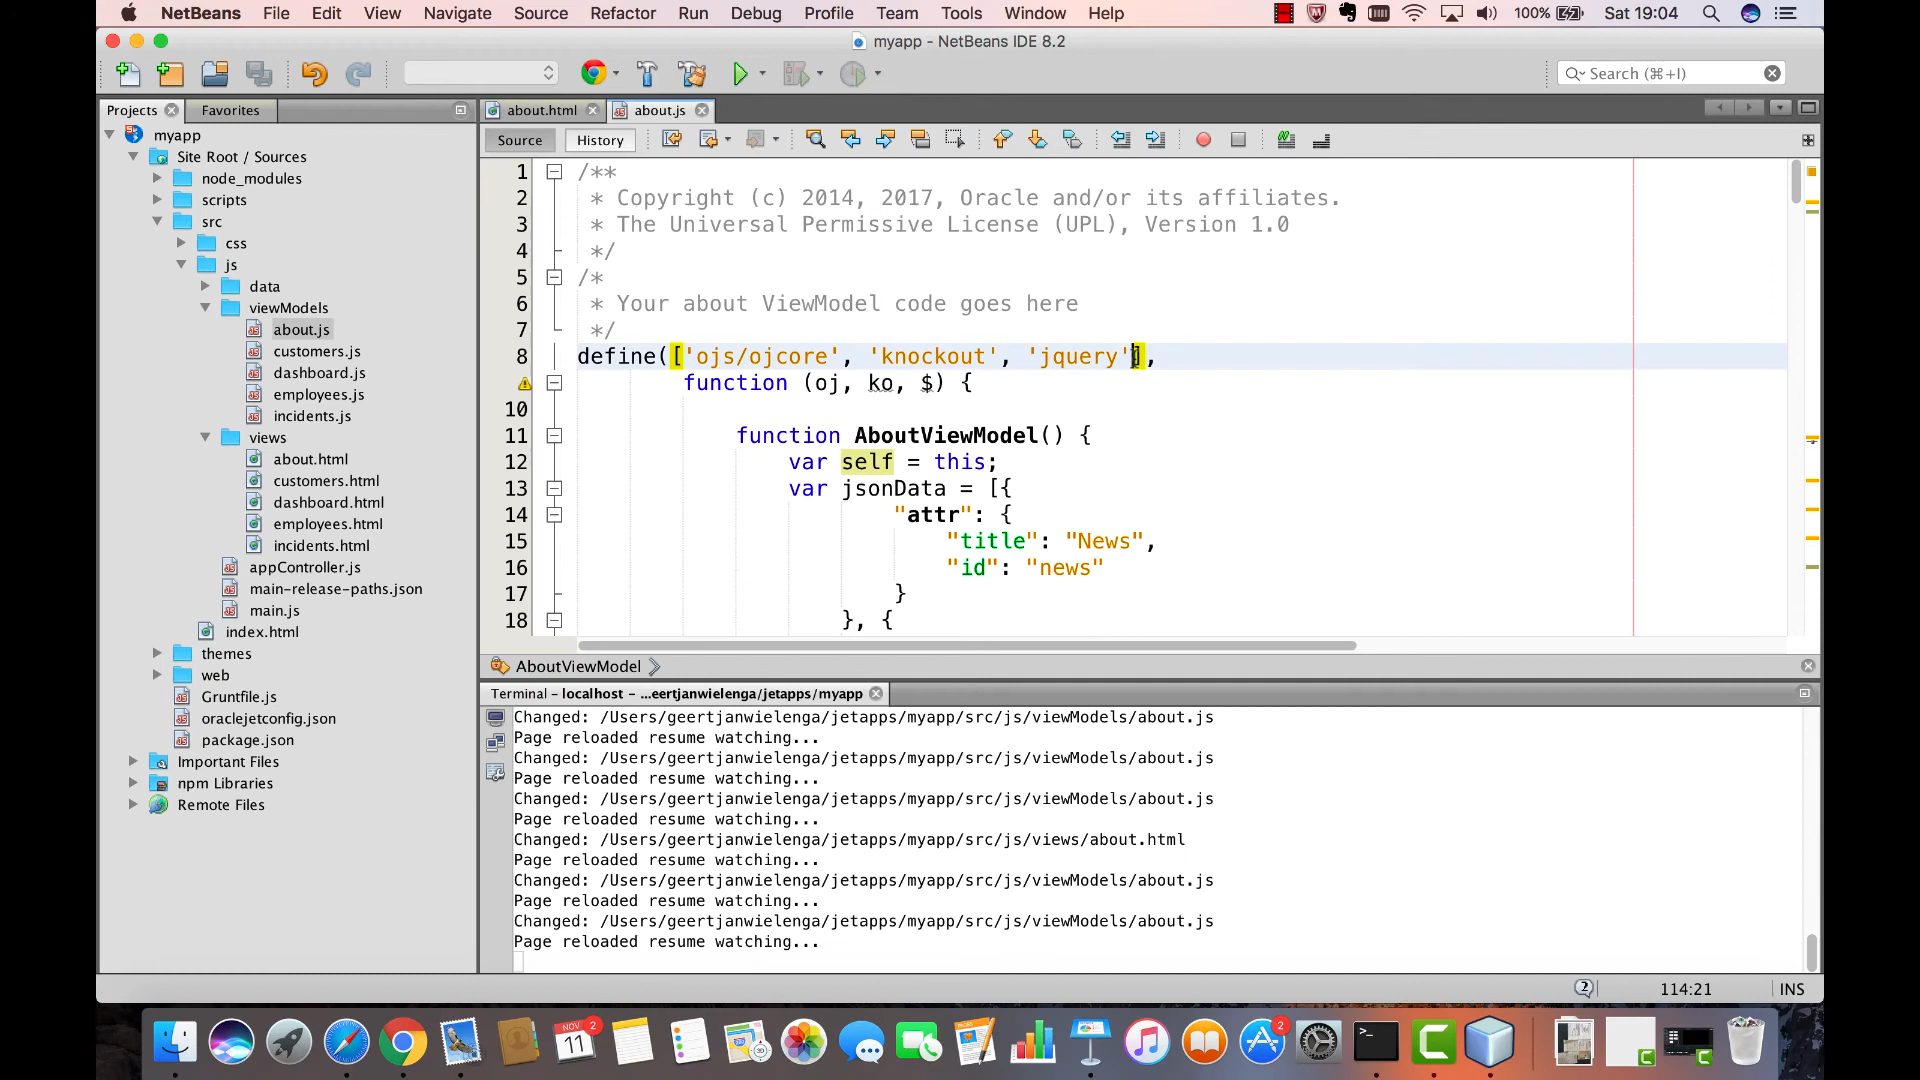 NetBeans File Edit View Navigate Source Refactor Run Debug Profile Team Tools Window Help 100% Sat 19:04
myapp - NetBeans IDE 8.2
Search (⌘+I)
Projects Favorites
about.html about.js
Source History
myapp
Site Root / Sources
node_modules
scripts
src
css
js
data
viewModels
about.js
customers.js
dashboard.js
employees.js
incidents.js
views
about.html
customers.html
dashboard.html
employees.html
incidents.html
appController.js
main-release-paths.json
main.js
index.html
themes
web
Gruntfile.js
oraclejetconfig.json
package.json
Important Files
npm Libraries
Remote Files
1 /**
2 * Copyright (c) 2014, 2017, Oracle and/or its affiliates.
3 * The Universal Permissive License (UPL), Version 1.0
4 */
5 /*
6 * Your about ViewModel code goes here
7 */
8 define(['ojs/ojcore', 'knockout', 'jquery'],
function (oj, ko, $) {
10
11 function AboutViewModel() {
12 var self = this;
13 var jsonData = [{
14 "attr": {
15 "title": "News",
16 "id": "news"
17 }
18 }, {
AboutViewModel
Terminal - localhost - ...eertjanwielenga/jetapps/myapp
Changed: /Users/geertjanwielenga/jetapps/myapp/src/js/viewModels/about.js
Page reloaded resume watching...
Changed: /Users/geertjanwielenga/jetapps/myapp/src/js/viewModels/about.js
Page reloaded resume watching...
Changed: /Users/geertjanwielenga/jetapps/myapp/src/js/viewModels/about.js
Page reloaded resume watching...
Changed: /Users/geertjanwielenga/jetapps/myapp/src/js/views/about.html
Page reloaded resume watching...
Changed: /Users/geertjanwielenga/jetapps/myapp/src/js/viewModels/about.js
Page reloaded resume watching...
Changed: /Users/geertjanwielenga/jetapps/myapp/src/js/viewModels/about.js
Page reloaded resume watching...
2 114:21 INS
NOV 2
11
2